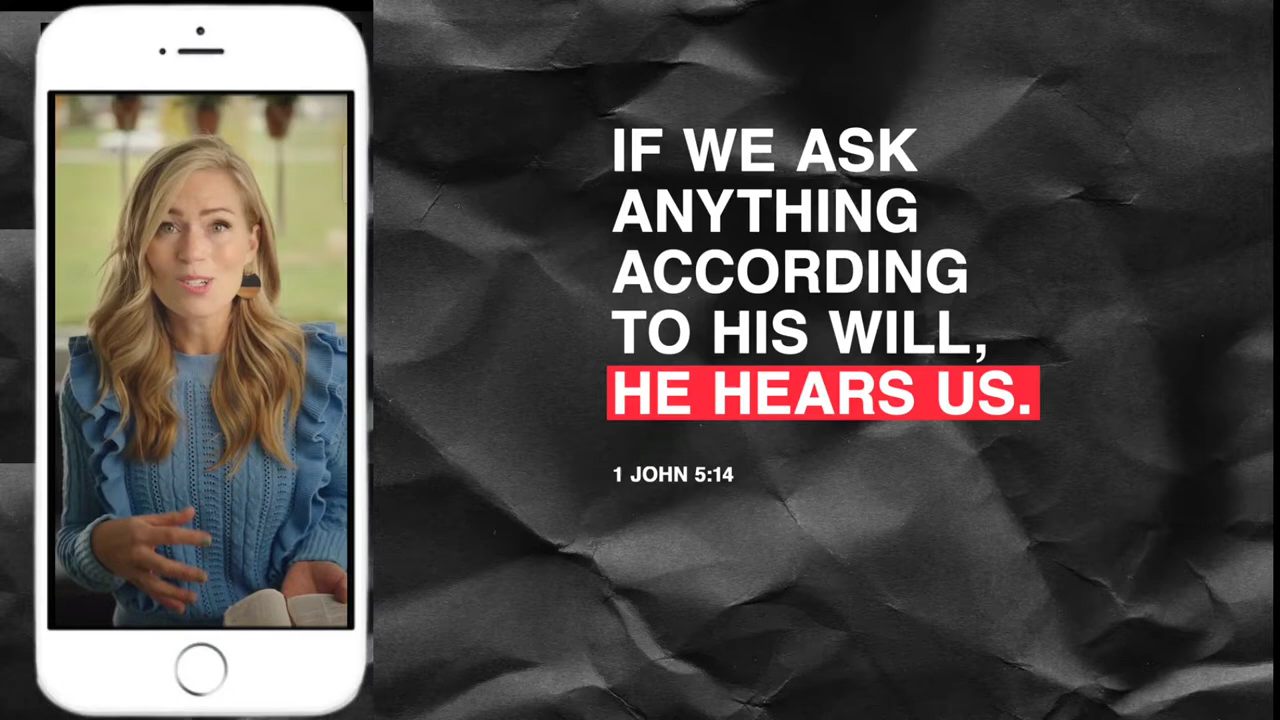 IF WE ASK
ANYTHING
ACCORDING
TO HIS WILL,
HE HEARS US.
1 JOHN 5:14